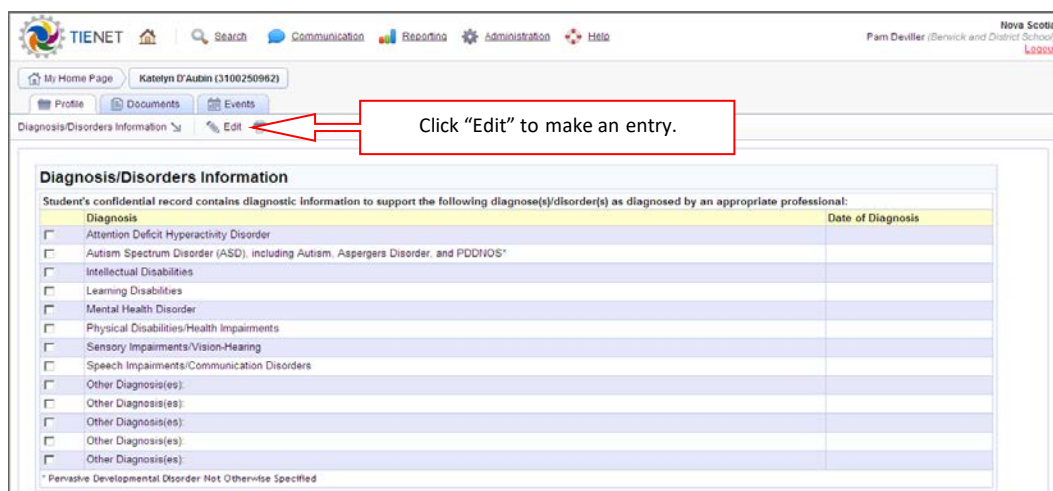 Nova Scotia
TIENET Search Communication Reporting Administration Help
Pam Deviller (Berwick and District School)
Logout
My Home Page Katelyn D'Aubin (3100250962)
Profile Documents Events
Diagnosis/Disorders Information Edit
Click “Edit” to make an entry.
Diagnosis/Disorders Information
Student's confidential record contains diagnostic information to support the following diagnose(s)/disorder(s) as diagnosed by an appropriate professional:
Diagnosis Date of Diagnosis
Attention Deficit Hyperactivity Disorder
Autism Spectrum Disorder (ASD), including Autism, Aspergers Disorder, and PDDNOS*
Intellectual Disabilities
Learning Disabilities
Mental Health Disorder
Physical Disabilities/Health Impairments
Sensory Impairments/Vision-Hearing
Speech Impairments/Communication Disorders
Other Diagnosis(es):
Other Diagnosis(es):
Other Diagnosis(es):
Other Diagnosis(es):
Other Diagnosis(es):
* Pervasive Developmental Disorder Not Otherwise Specified